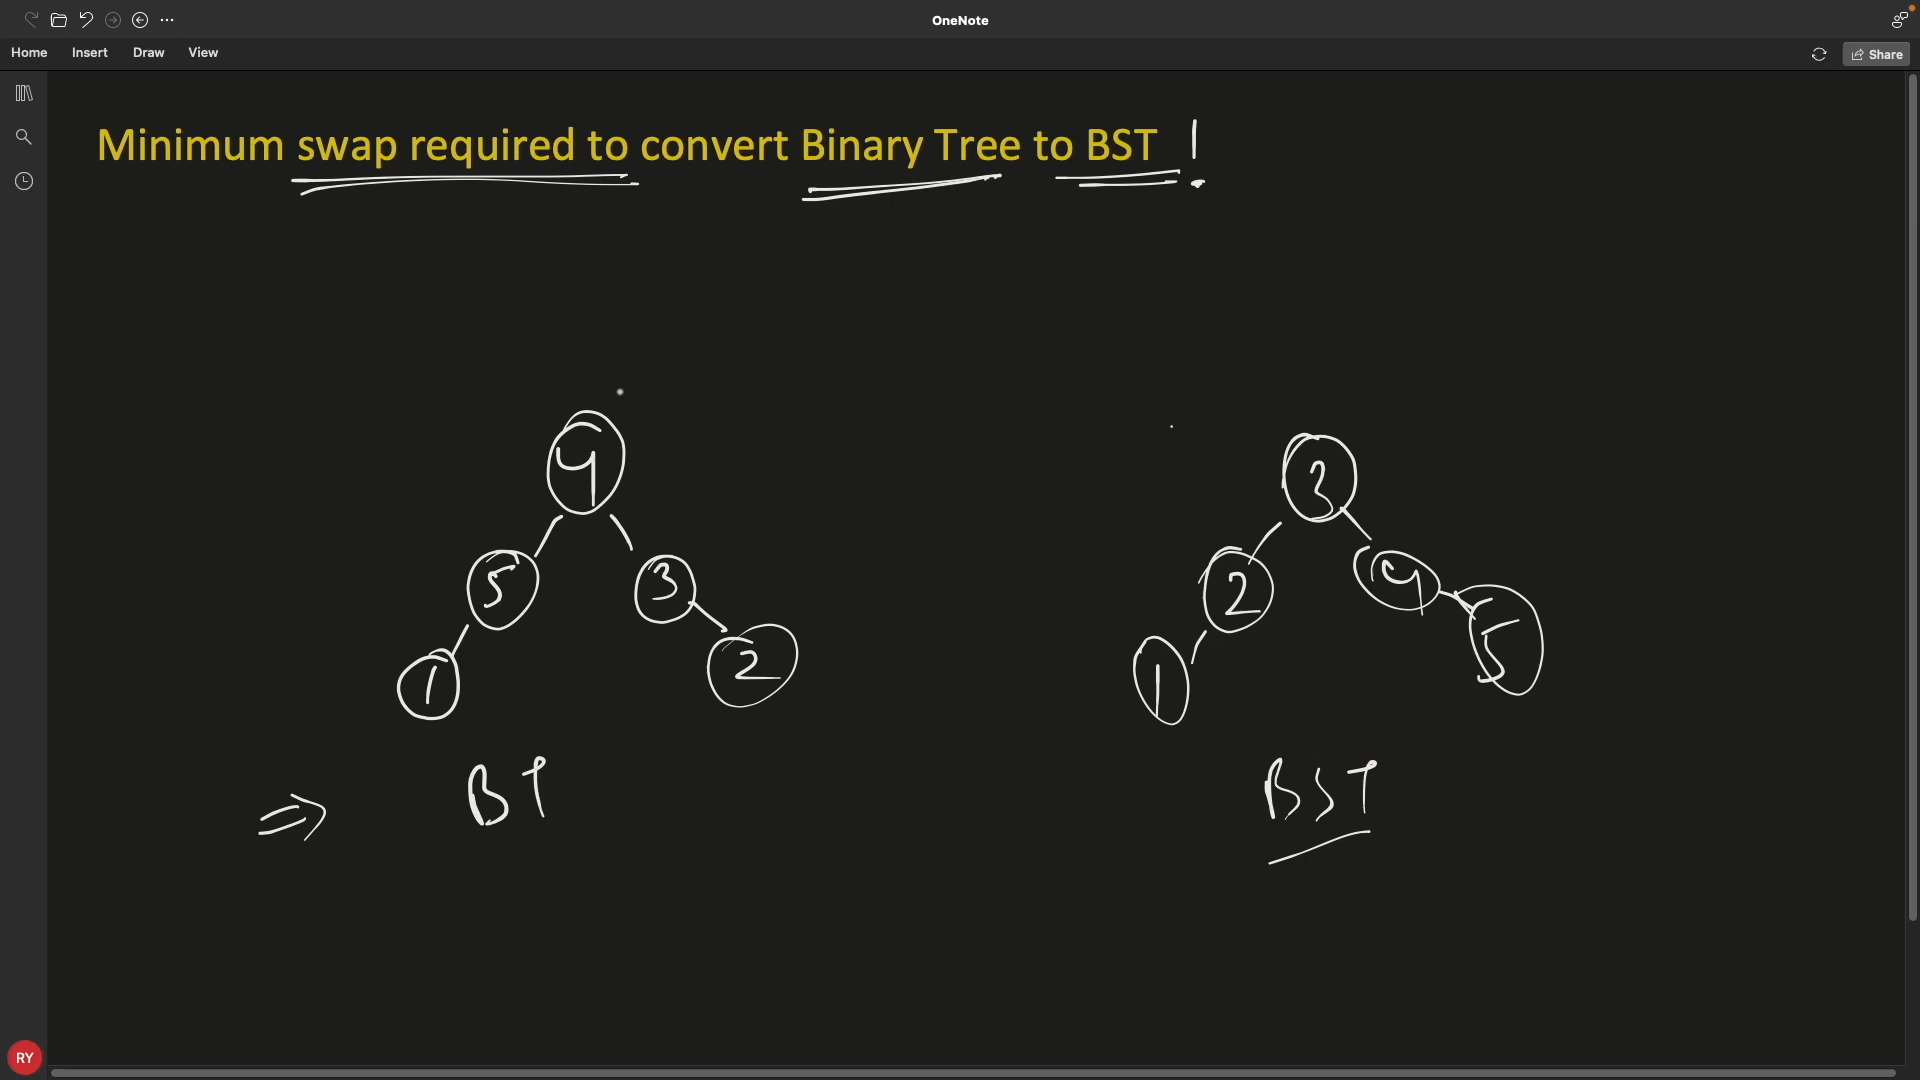 OneNote
Home Insert Draw View Share
Minimum swap required to convert Binary Tree to BST !
4 3
5 3 2 4
1 2 1 5
⇒ BT BST
RY